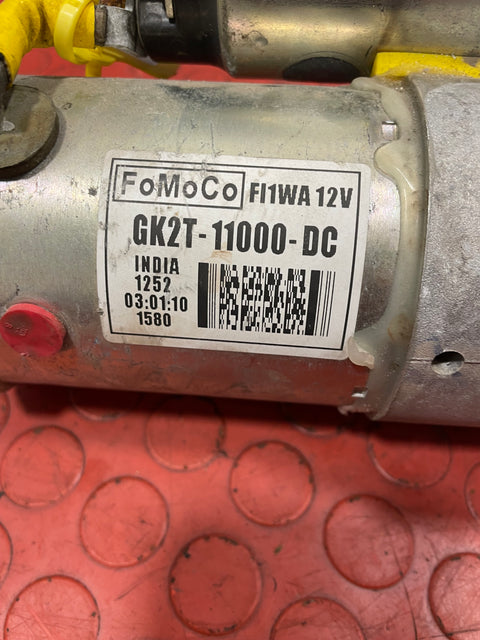 FoMoCo FI1WA 12V
GK2T-11000-DC
INDIA
1252
03:01:10
1580